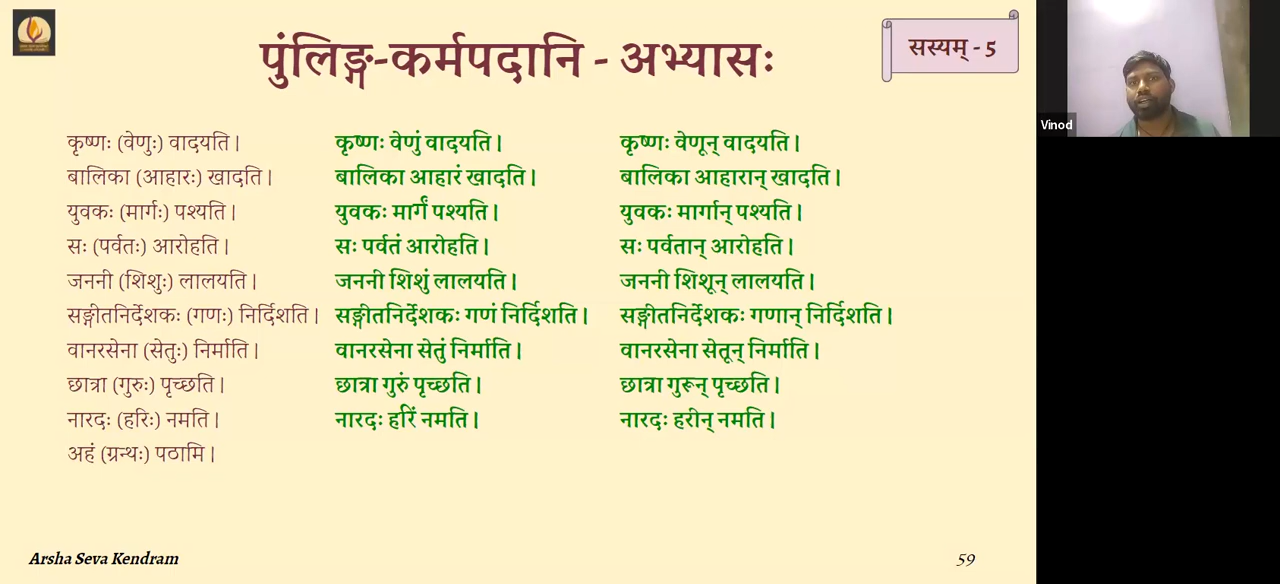 पुंलिङ्ग-कर्मपदानि - अभ्यासः
सस्यम् - 5
Vinod
कृष्णः (वेणुः) वादयति । कृष्णः वेणुं वादयति । कृष्णः वेणून् वादयति ।
बालिका (आहारः) खादति । बालिका आहारं खादति । बालिका आहारान् खादति ।
युवकः (मार्गः) पश्यति । युवकः मार्गं पश्यति । युवकः मार्गान् पश्यति ।
सः (पर्वतः) आरोहति । सः पर्वतं आरोहति । सः पर्वतान् आरोहति ।
जननी (शिशुः) लालयति । जननी शिशुं लालयति । जननी शिशून् लालयति ।
सङ्गीतनिर्देशकः (गणः) निर्दिशति । सङ्गीतनिर्देशकः गणं निर्दिशति । सङ्गीतनिर्देशकः गणान् निर्दिशति ।
वानरसेना (सेतुः) निर्माति । वानरसेना सेतुं निर्माति । वानरसेना सेतून् निर्माति ।
छात्रा (गुरुः) पृच्छति । छात्रा गुरुं पृच्छति । छात्रा गुरून् पृच्छति ।
नारदः (हरिः) नमति । नारदः हरिं नमति । नारदः हरीन् नमति ।
अहं (ग्रन्थः) पठामि ।
Arsha Seva Kendram
59